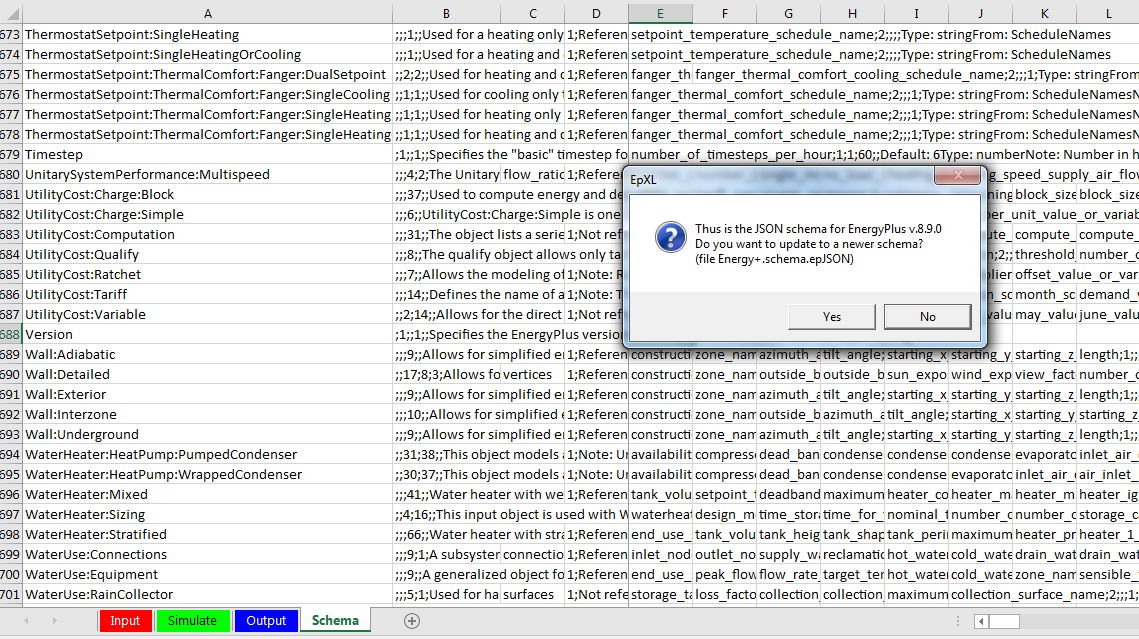 A B C D E F G H I J K L
673 ThermostatSetpoint:SingleHeating ;;;1;;Used for a heating only 1;Referen setpoint_temperature_schedule_name;2;;;;Type: stringFrom: ScheduleNames
674 ThermostatSetpoint:SingleHeatingOrCooling ;;;1;;Used for a heating and 1;Referen setpoint_temperature_schedule_name;2;;;;Type: stringFrom: ScheduleNames
675 ThermostatSetpoint:ThermalComfort:Fanger:DualSetpoint ;;2;2;;Used for heating and 1;Referen fanger_th fanger_thermal_comfort_cooling_schedule_name;2;;;1;Type: stringFrom
676 ThermostatSetpoint:ThermalComfort:Fanger:SingleCooling ;;1;1;;Used for cooling only 1;Referen fanger_thermal_comfort_schedule_name;2;;;1;Type: stringFrom: ScheduleNamesN
677 ThermostatSetpoint:ThermalComfort:Fanger:SingleHeating ;;1;1;;Used for heating only 1;Referen fanger_thermal_comfort_schedule_name;2;;;1;Type: stringFrom: ScheduleNamesN
678 ThermostatSetpoint:ThermalComfort:Fanger:SingleHeating ;;1;1;;Used for heating and 1;Referen fanger_thermal_comfort_schedule_name;2;;;1;Type: stringFrom: ScheduleNames
679 Timestep ;1;;1;;Specifies the "basic" timestep fo number_of_timesteps_per_hour;1;1;60;;Default: 6Type: numberNote: Number in h
680 UnitarySystemPerformance:Multispeed ;;;4;2;The Unitary flow_ratio 1;Referen g_speed_supply_air_flow
681 UtilityCost:Charge:Block ;;;37;;Used to compute energy and de ning block_size block_size
682 UtilityCost:Charge:Simple ;;;6;;UtilityCost:Charge:Simple is one er_unit_value_or_variab
683 UtilityCost:Computation ;;;31;;The object lists a serie 1;Not ref ute_ compute_ compute_
684 UtilityCost:Qualify ;;;8;;The qualify object allows only ta n;2;; threshold number_o
685 UtilityCost:Ratchet ;;;7;;Allows the modeling of 1;Note: R plier offset_value_or_var
686 UtilityCost:Tariff ;;;14;;Defines the name of a 1;Note: T n_sc month_sc demand_
687 UtilityCost:Variable ;;2;14;;Allows for the direct 1;Not ref valu may_valu june_valu
688 Version ;1;;1;;Specifies the EnergyPlus version
689 Wall:Adiabatic ;;;9;;Allows for simplified e 1;Referen constructi zone_nam azimuth_a tilt_angle; starting_x starting_y starting_z length;1;;
690 Wall:Detailed ;;17;8;3;Allows fo vertices 1;Referen constructi zone_nam outside_b outside_b sun_expo wind_exp view_fact number_o
691 Wall:Exterior ;;;9;;Allows for simplified e 1;Referen constructi zone_nam azimuth_a tilt_angle; starting_x starting_y starting_z length;1;;
692 Wall:Interzone ;;;10;;Allows for simplified 1;Referen constructi zone_nam outside_b azimuth_a tilt_angle; starting_x starting_y starting_z
693 Wall:Underground ;;;9;;Allows for simplified e 1;Referen constructi zone_nam azimuth_a tilt_angle; starting_x starting_y starting_z length;1;;
694 WaterHeater:HeatPump:PumpedCondenser ;;31;38;;This object models 1;Note: U availabilit compresso dead_ban condense condense condense evaporato inlet_air_
695 WaterHeater:HeatPump:WrappedCondenser ;;30;37;;This object models 1;Note: U availabilit compresso dead_ban condense condense evaporato inlet_air_ air_inlet_
696 WaterHeater:Mixed ;;;41;;Water heater with we 1;Referen tank_volu setpoint_t deadband maximum heater_co heater_m heater_m heater_ig
697 WaterHeater:Sizing ;;4;16;;This input object is used with W waterheat design_m time_stora time_for_ nominal_t number_o number_o storage_c
698 WaterHeater:Stratified ;;;66;;Water heater with stra 1;Referen end_use_ tank_volu tank_heig tank_shap tank_peri maximum heater_pr heater_1_
699 WaterUse:Connections ;;;9;1;A subsystem connectio 1;Referen inlet_nod outlet_no supply_wa reclamatio hot_water cold_wate drain_wat drain_wat
700 WaterUse:Equipment ;;;9;;A generalized object fo 1;Referen end_use_ peak_flow flow_rate_ target_tem hot_water cold_wate zone_nam sensible_
701 WaterUse:RainCollector ;;;5;1;Used for ha surfaces 1;Not refe storage_ta loss_facto collection_ collection_ maximum collection_surface_name;2;;;1;
EpXL
Thus is the JSON schema for EnergyPlus v.8.9.0
Do you want to update to a newer schema?
(file Energy+.schema.epJSON)
Yes No
Input Simulate Output Schema